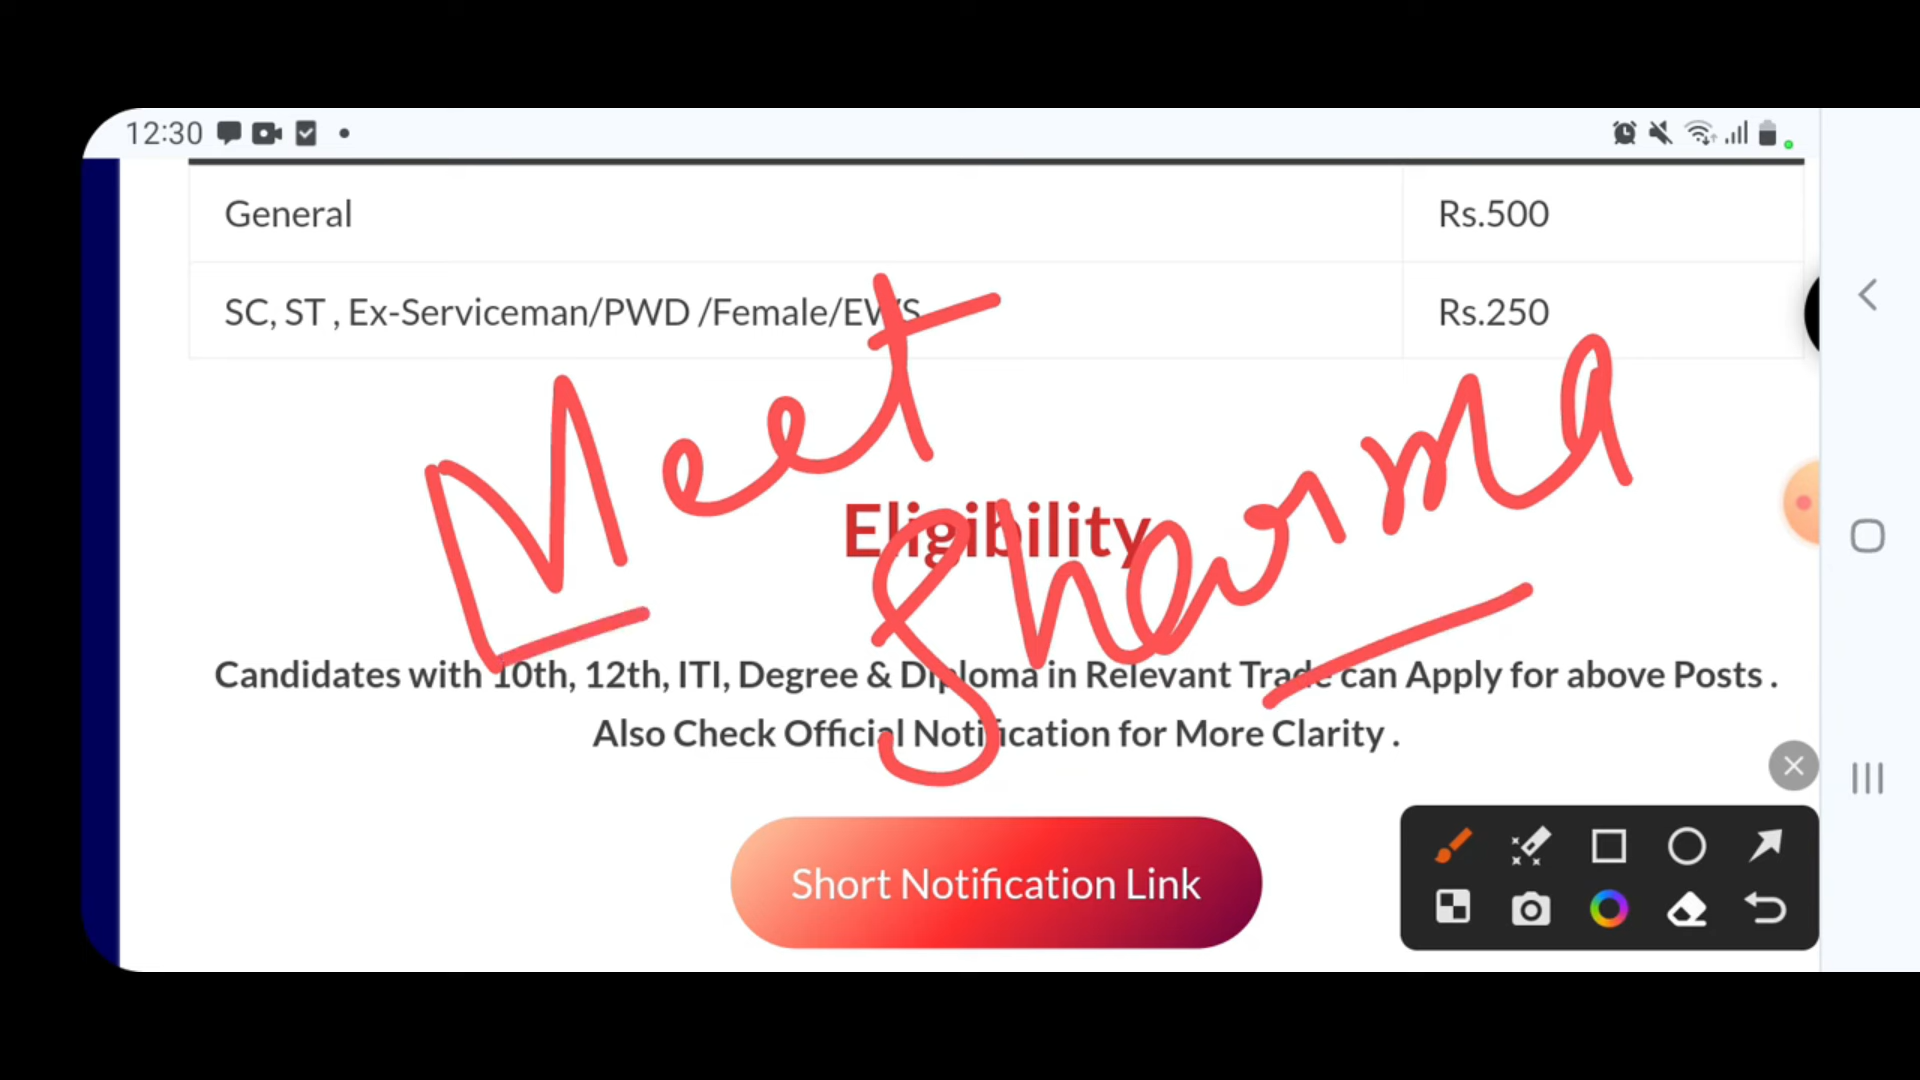 12:30
General Rs.500
SC, ST , Ex-Serviceman/PWD /Female/EWS Rs.250
Meet
Sharma
Eligibility
Candidates with 10th, 12th, ITI, Degree & Diploma in Relevant Trade can Apply for above Posts .
Also Check Official Notification for More Clarity .
Short Notification Link